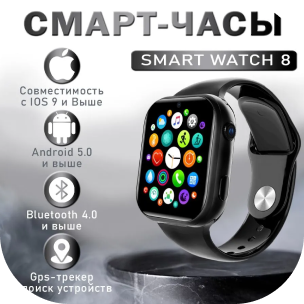 СМАРТ-ЧАСЫ
SMART WATCH 8
Совместимость
с IOS 9 и Выше
Android 5.0
и выше
Bluetooth 4.0
и выше
Gps-трекер
поиск устройств